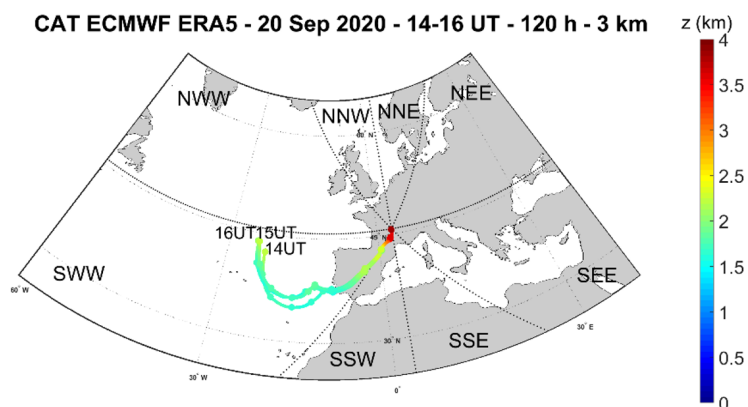 CAT ECMWF ERA5 - 20 Sep 2020 - 14-16 UT - 120 h - 3 km
z (km)
4
3.5
3
2.5
2
1.5
1
0.5
0
NWW
NNW
NNE
NEE
60° N
45° N
16UT15UT
14UT
SWW
SEE
60° W
30° N
30° E
SSW
SSE
30° W
0°